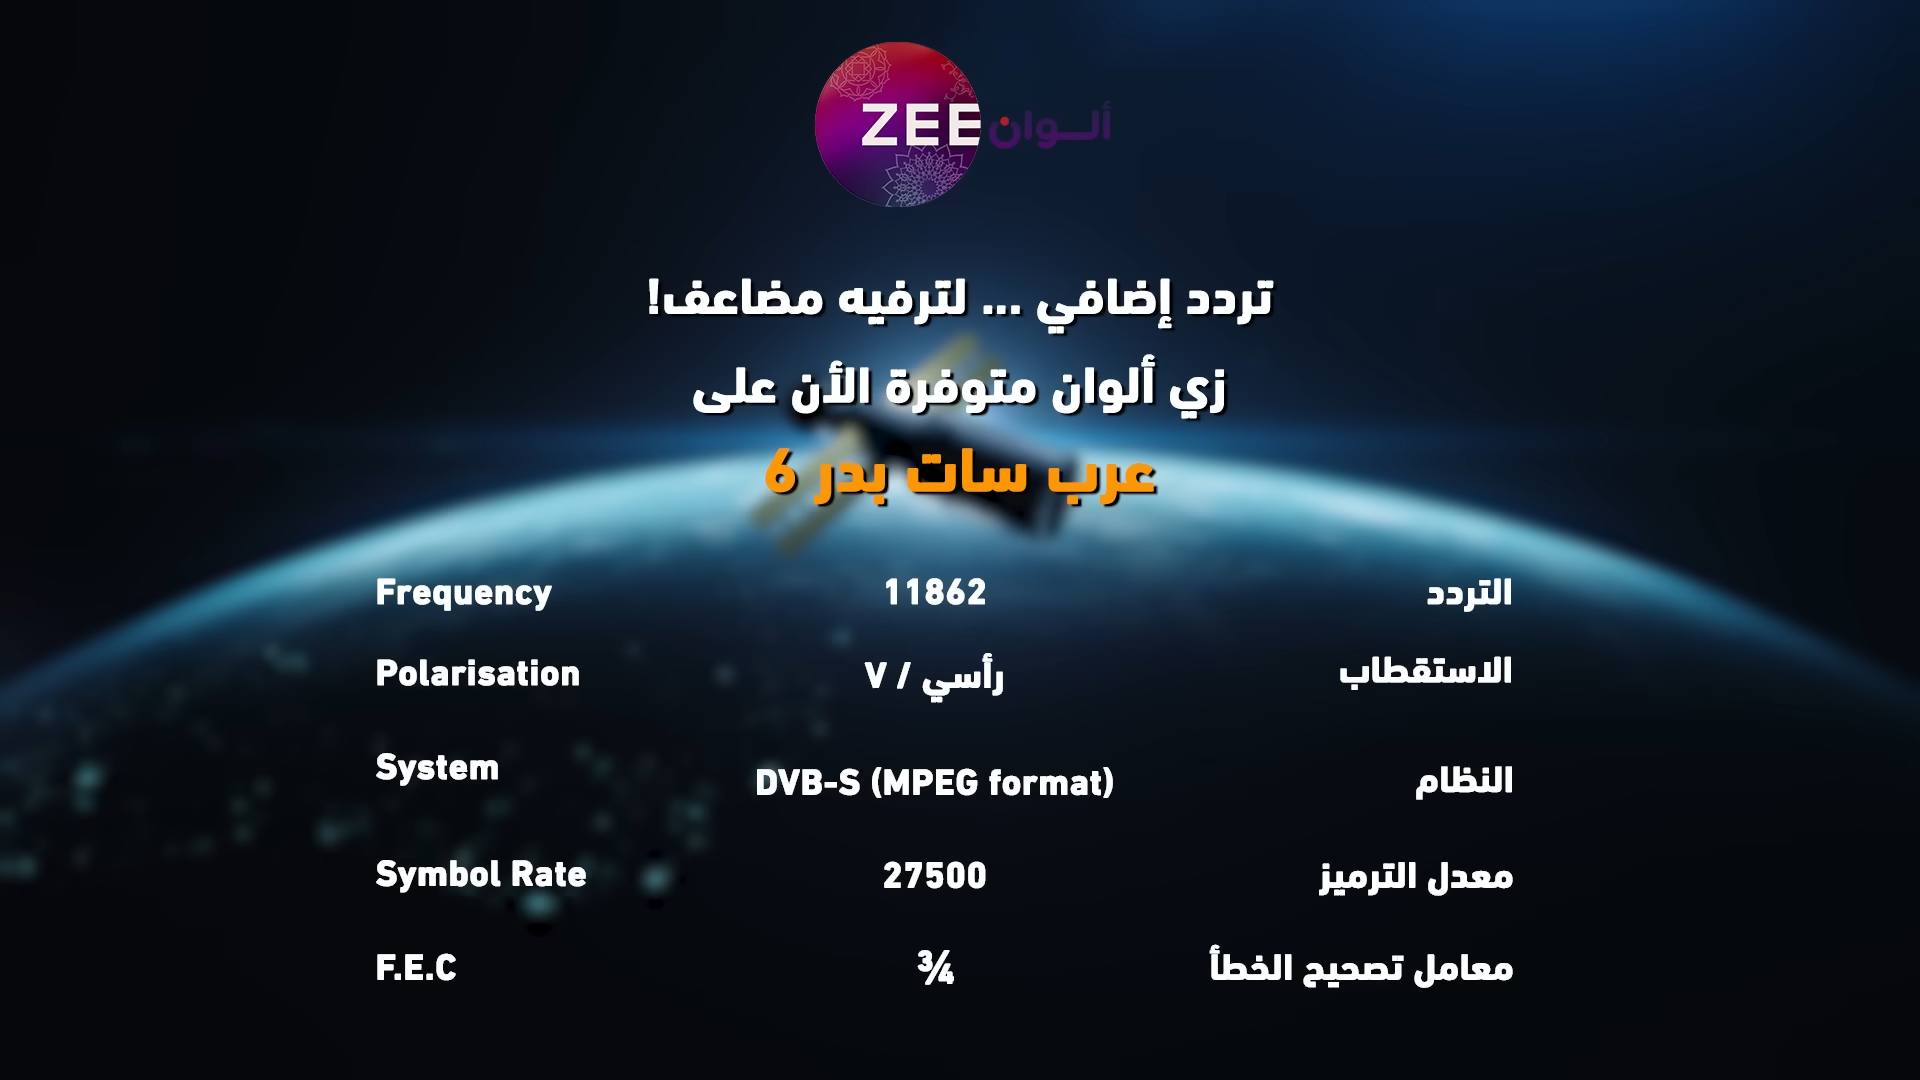 ZEE ألوان
تردد إضافي ... لترفيه مضاعف!
زي ألوان متوفرة الأن على
عرب سات بدر 6
Frequency 11862 التردد
Polarisation رأسي / V الاستقطاب
System DVB-S (MPEG format) النظام
Symbol Rate 27500 معدل الترميز
F.E.C ¾ معامل تصحيح الخطأ